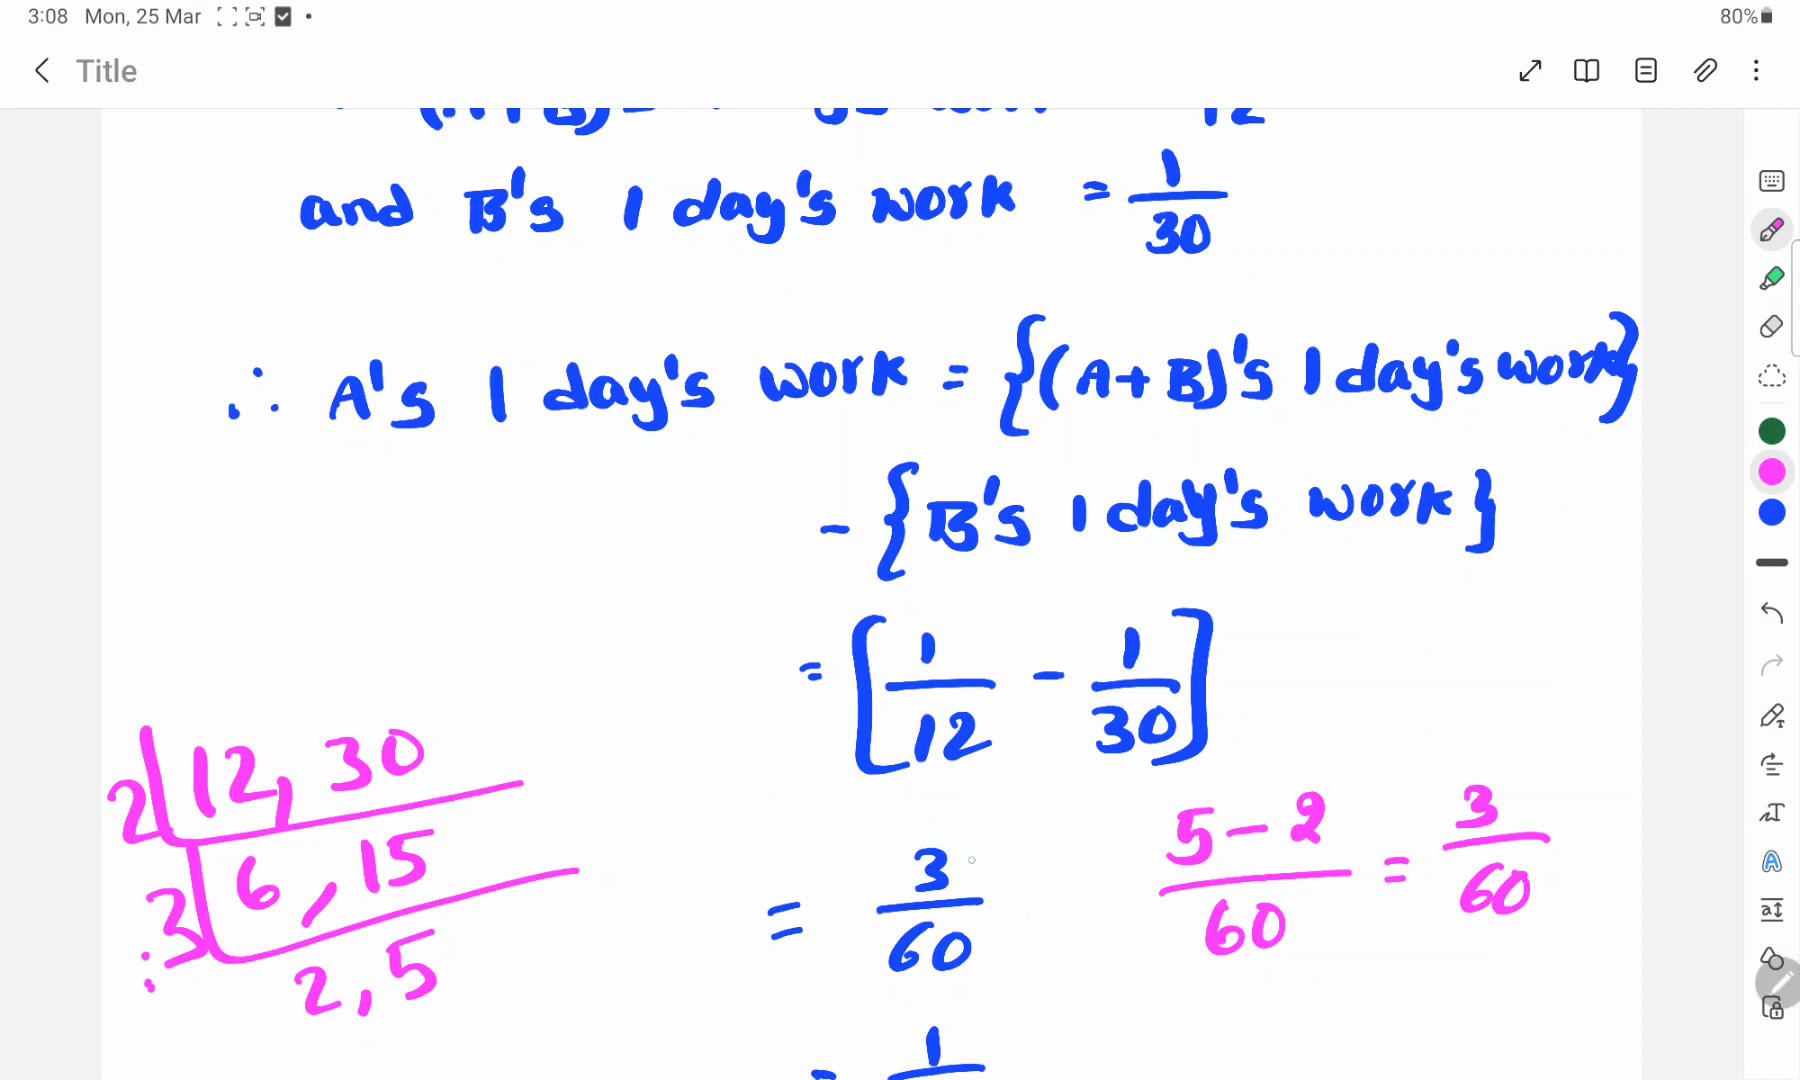 3:08 Mon, 25 Mar
80%
Title
12
and B's 1 day's work = 1/30
∴ A's 1 day's work = {(A+B)'s 1 day's work}
- {B's 1 day's work}
= [1/12 - 1/30]
2 | 12, 30
3 | 6, 15
2, 5
= 3/60
5-2/60 = 3/60
= 1